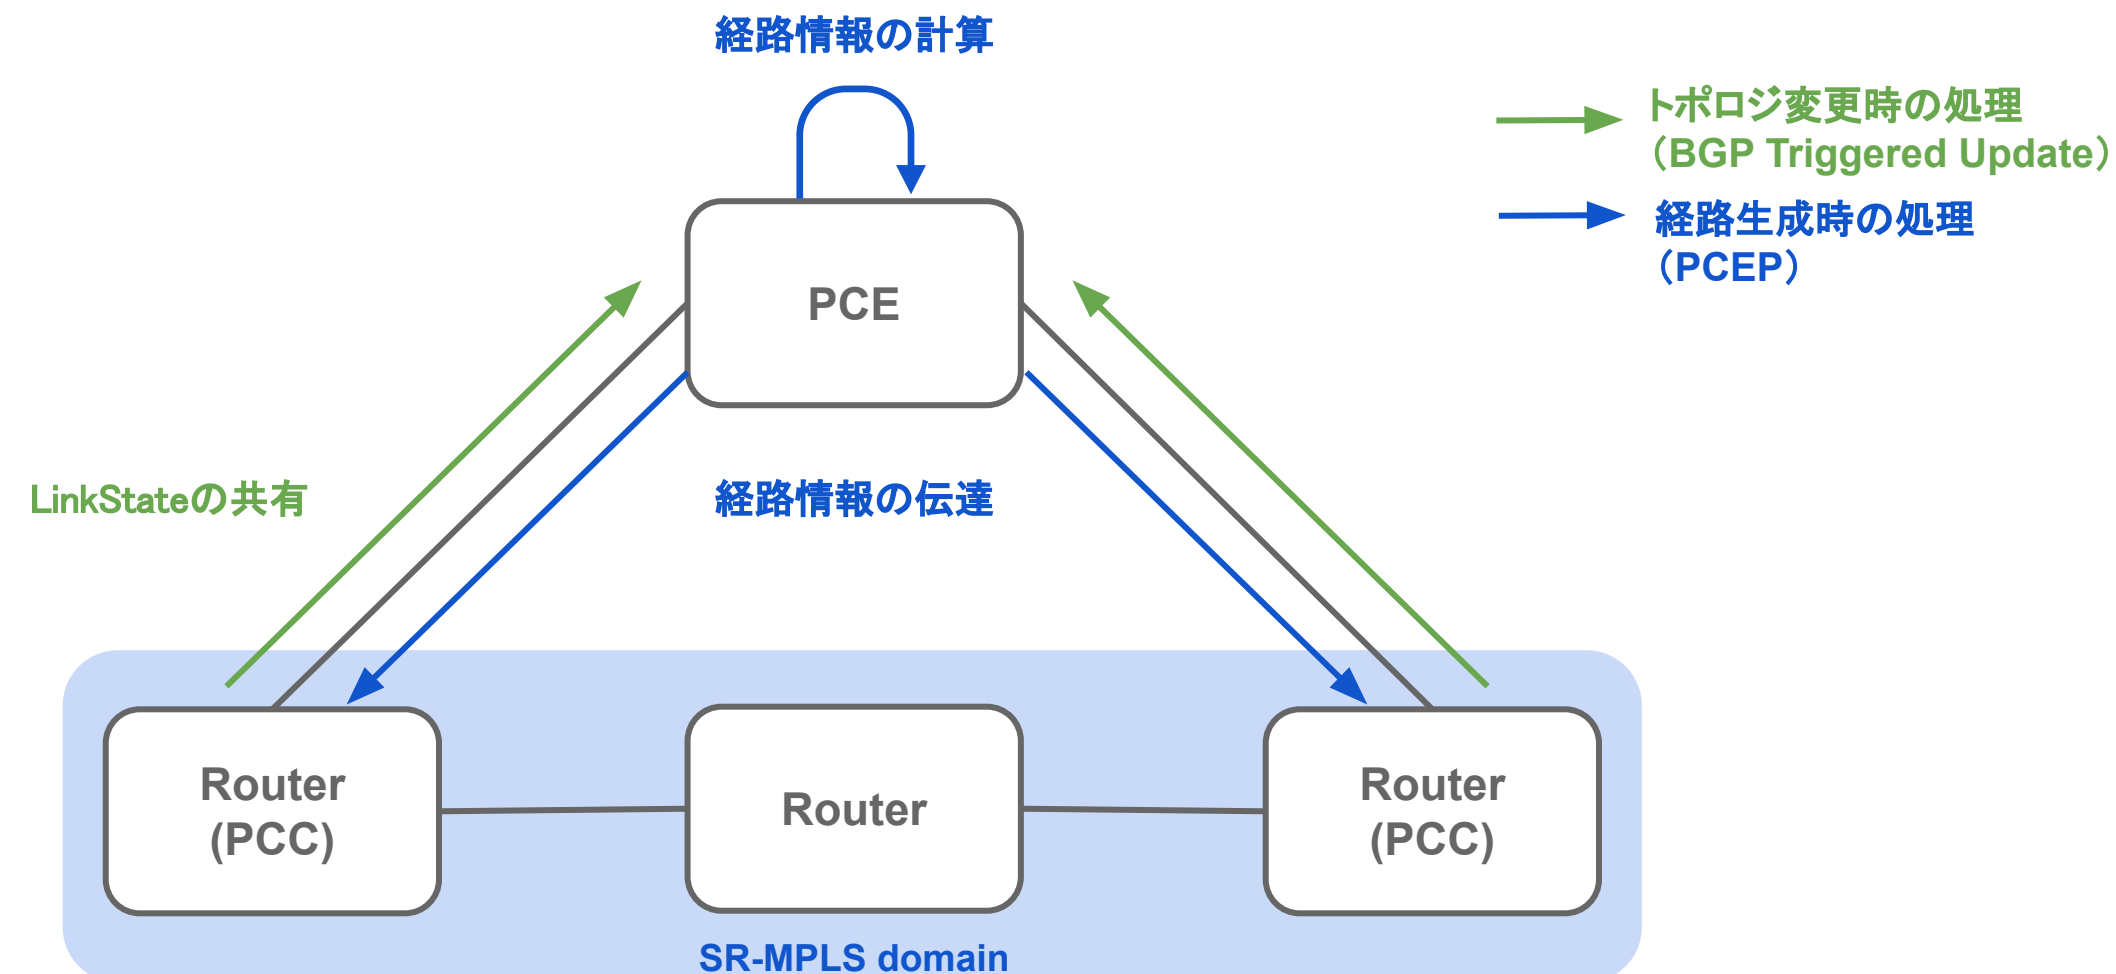 経路情報の計算
トポロジ変更時の処理
（BGP Triggered Update）
経路生成時の処理
（PCEP）
PCE
LinkStateの共有
経路情報の伝達
Router
(PCC)
Router
Router
(PCC)
SR-MPLS domain